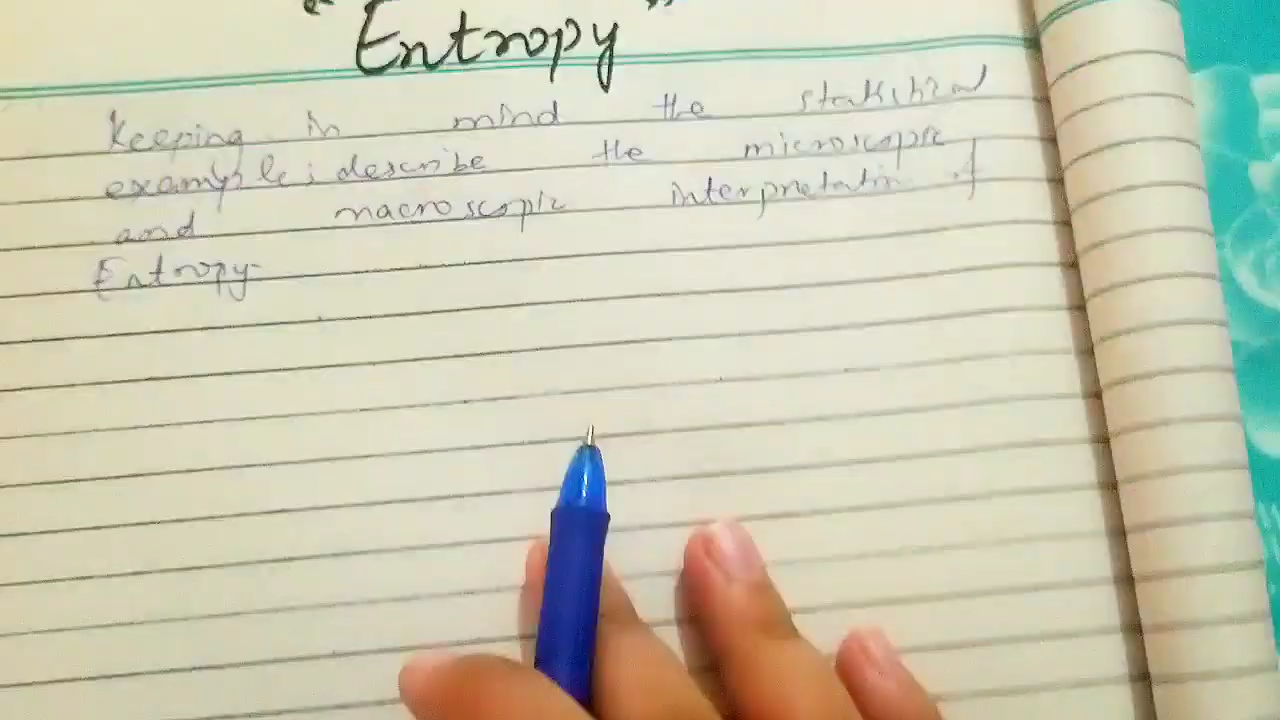 "Entropy"
Keeping in mind the statistical
example; describe the microscopic
and macroscopic interpretation of
Entropy.